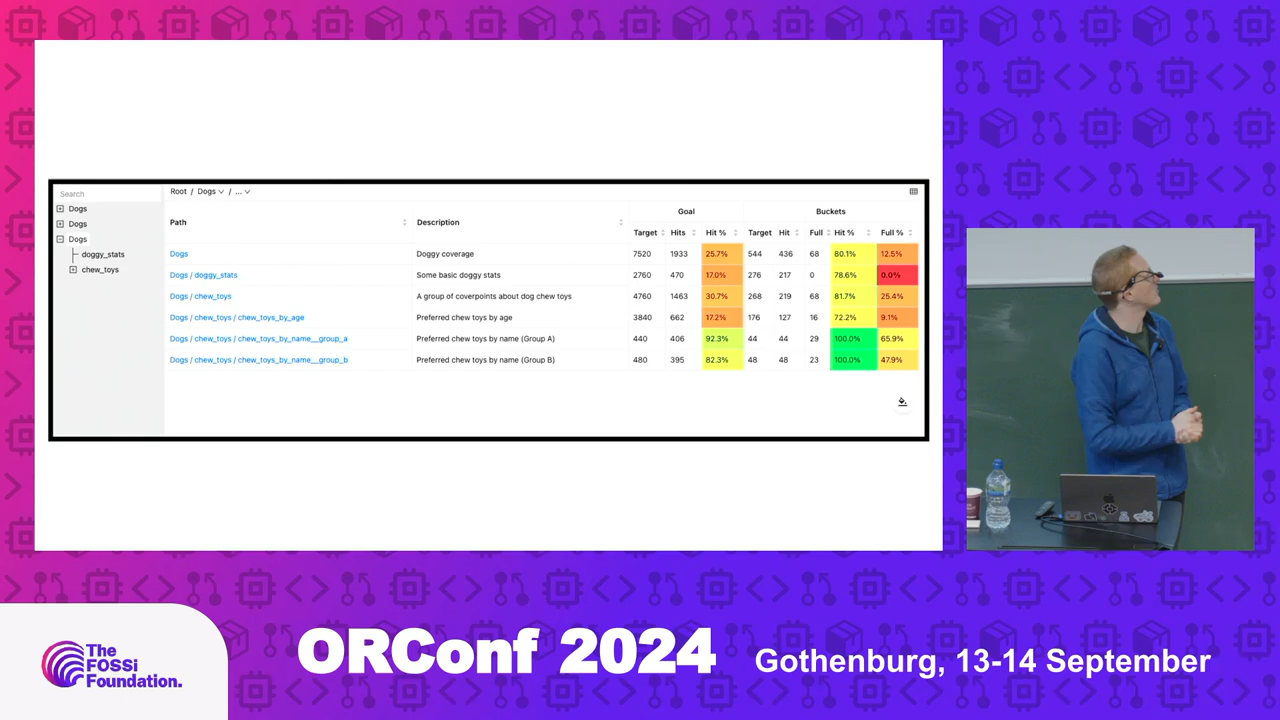 Search
Dogs
Dogs
Dogs
doggy_stats
chew_toys
Root / Dogs / ...
Goal Buckets
Path Description Target Hits Hit % Target Hit Full Hit % Full %
Dogs Doggy coverage 7520 1933 25.7% 544 436 68 80.1% 12.5%
Dogs / doggy_stats Some basic doggy stats 2760 470 17.0% 276 217 0 78.6% 0.0%
Dogs / chew_toys A group of coverpoints about dog chew toys 4760 1463 30.7% 268 219 68 81.7% 25.4%
Dogs / chew_toys / chew_toys_by_age Preferred chew toys by age 3840 662 17.2% 176 127 16 72.2% 9.1%
Dogs / chew_toys / chew_toys_by_name__group_a Preferred chew toys by name (Group A) 440 406 92.3% 44 44 29 100.0% 65.9%
Dogs / chew_toys / chew_toys_by_name__group_b Preferred chew toys by name (Group B) 480 395 82.3% 48 48 23 100.0% 47.9%
The
FOSSi
Foundation.
ORConf 2024
Gothenburg, 13-14 September